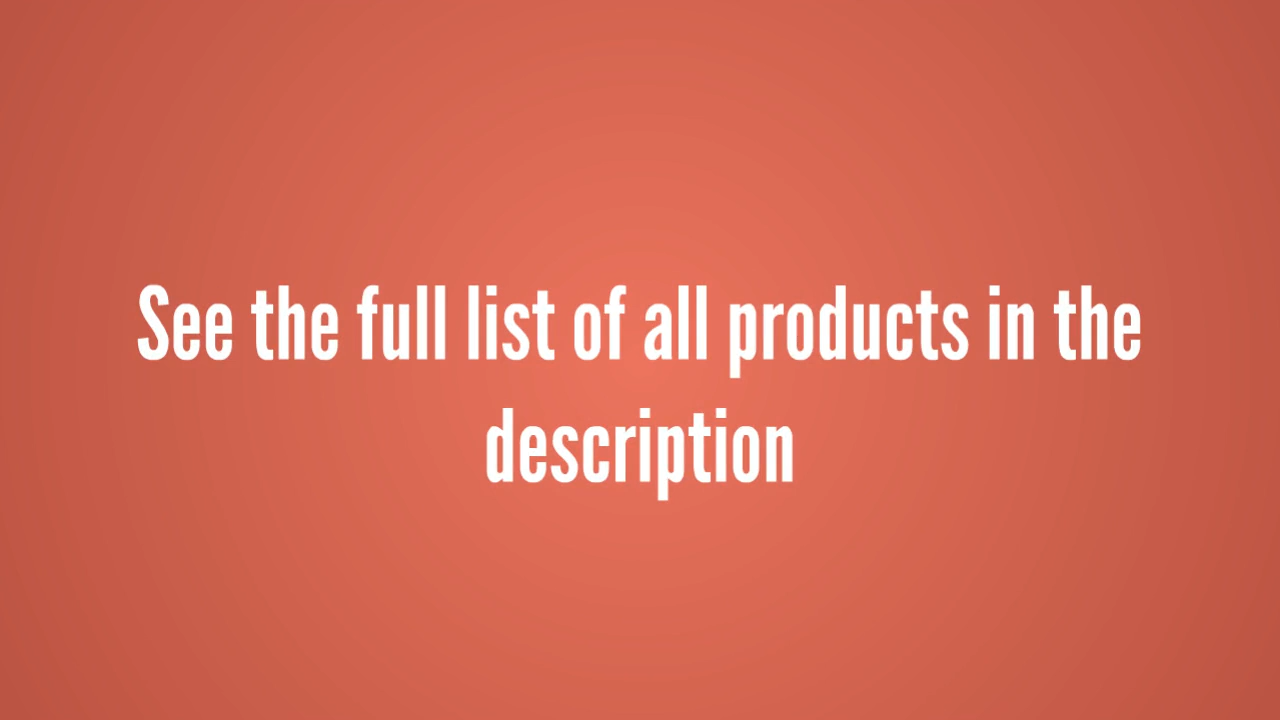 See the full list of all products in the
description